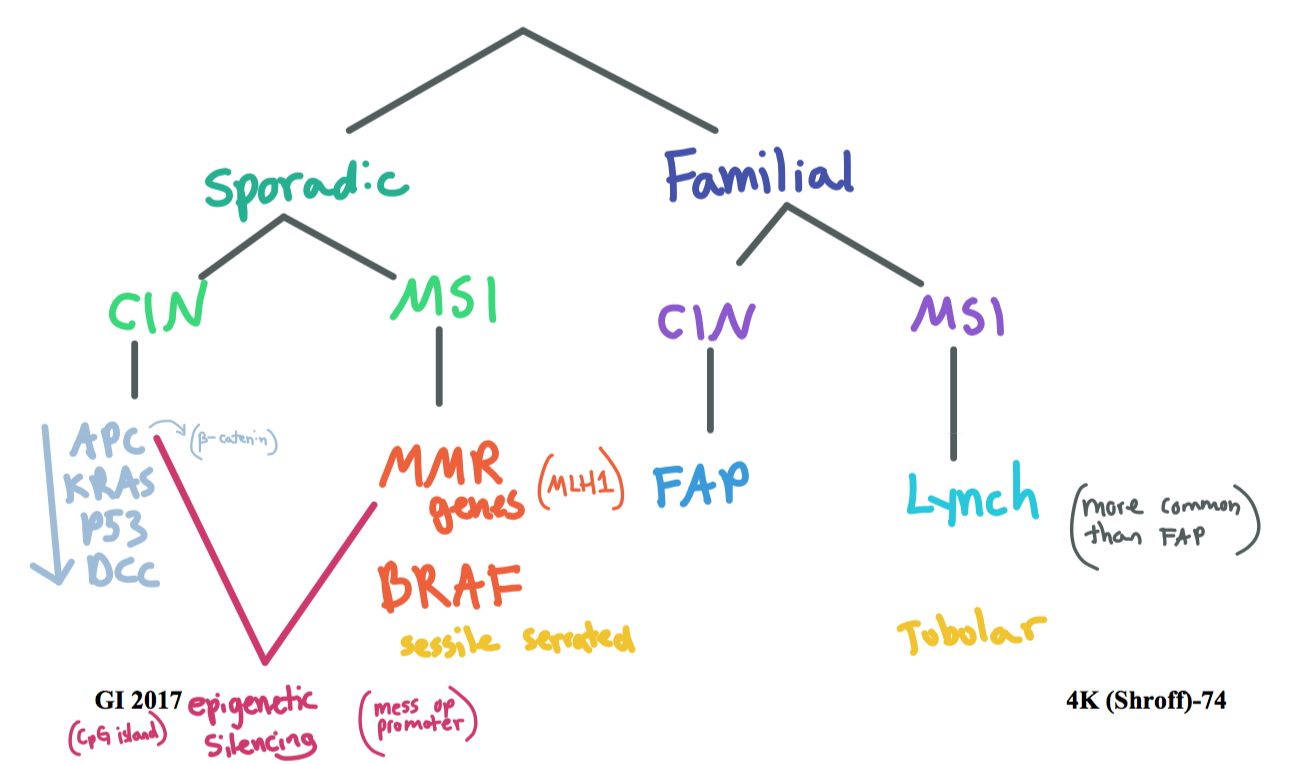 Sporadic
Familial
CIN
MSI
CIN
MSI
APC
(β-catenin)
KRAS
P53
DCC
MMR
genes
(MLH1)
BRAF
sessile serrated
FAP
Lynch
(more common
than FAP)
Tubular
GI 2017
epigenetic
silencing
(CpG island)
(mess up
promoter)
4K (Shroff)-74